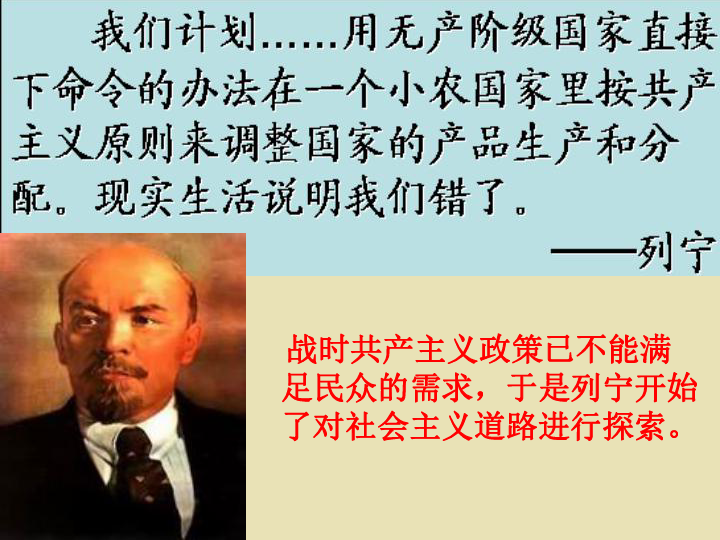 我们计划……用无产阶级国家直接
下命令的办法在一个小农国家里按共产
主义原则来调整国家的产品生产和分
配。现实生活说明我们错了。
——列宁
战时共产主义政策已不能满
足民众的需求，于是列宁开始
了对社会主义道路进行探索。